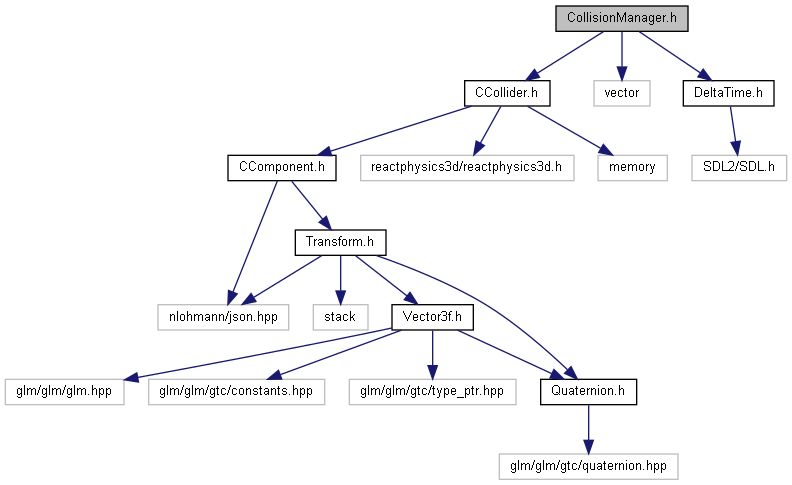 CollisionManager.h
CCollider.h
vector
DeltaTime.h
CComponent.h
reactphysics3d/reactphysics3d.h
memory
SDL2/SDL.h
Transform.h
nlohmann/json.hpp
stack
Vector3f.h
glm/glm/glm.hpp
glm/glm/gtc/constants.hpp
glm/glm/gtc/type_ptr.hpp
Quaternion.h
glm/glm/gtc/quaternion.hpp